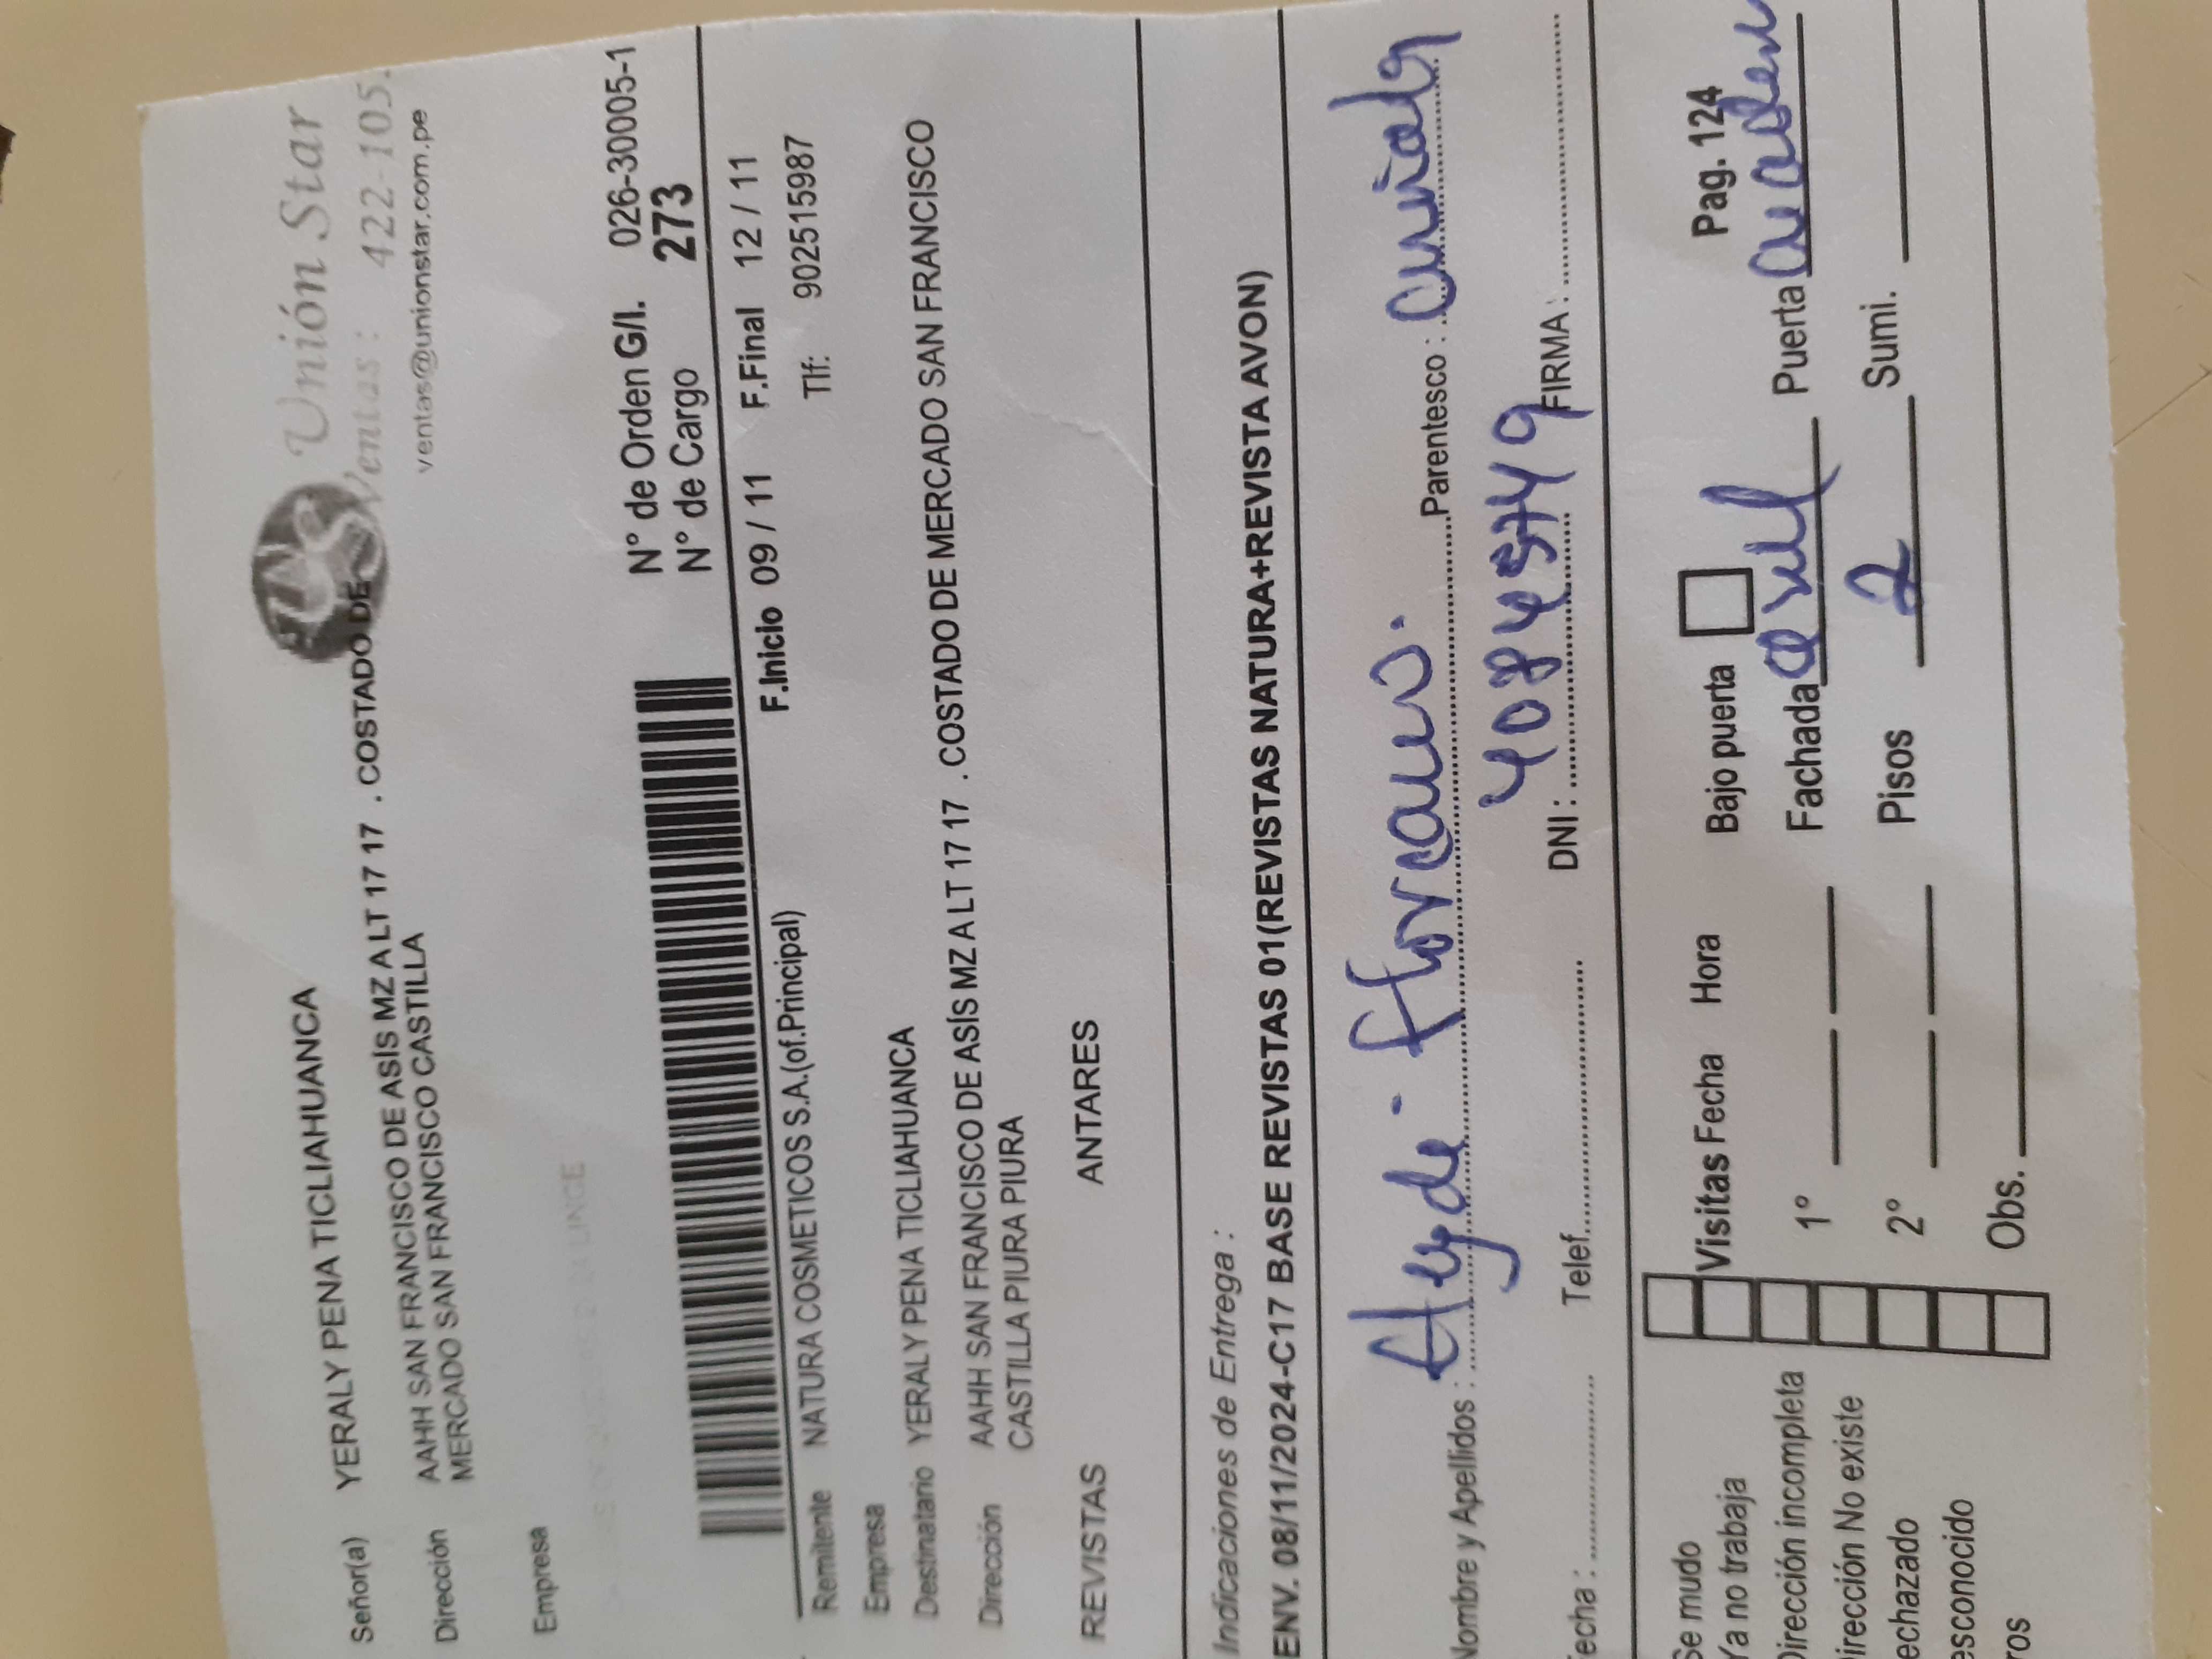 Unión Star
Ventas : 422-105.
ventas@unionstar.com.pe
Señor(a) YERALY PENA TICLIAHUANCA
Dirección AAHH SAN FRANCISCO DE ASÍS MZ A LT 17 17 . COSTADO DE
MERCADO SAN FRANCISCO CASTILLA
Empresa
N° de Orden G/I. 026-30005-1
N° de Cargo 273
F.Inicio 09 / 11 F.Final 12 / 11
Remitente NATURA COSMETICOS S.A.(of.Principal) Tlf: 902515987
Empresa
Destinatario YERALY PENA TICLIAHUANCA
Dirección AAHH SAN FRANCISCO DE ASÍS MZ A LT 17 17 . COSTADO DE MERCADO SAN FRANCISCO
CASTILLA PIURA PIURA
REVISTAS ANTARES
Indicaciones de Entrega :
ENV. 08/11/2024-C17 BASE REVISTAS 01(REVISTAS NATURA+REVISTA AVON)
Nombre y Apellidos : Parentesco :
echa : Telef. DNI : FIRMA :
Se mudo
Ya no trabaja Visitas Fecha Hora Bajo puerta Pag. 124
Dirección incompleta 1° Fachada Puerta
irección No existe
echazado 2° Pisos 2 Sumi.
esconocido
ros Obs.